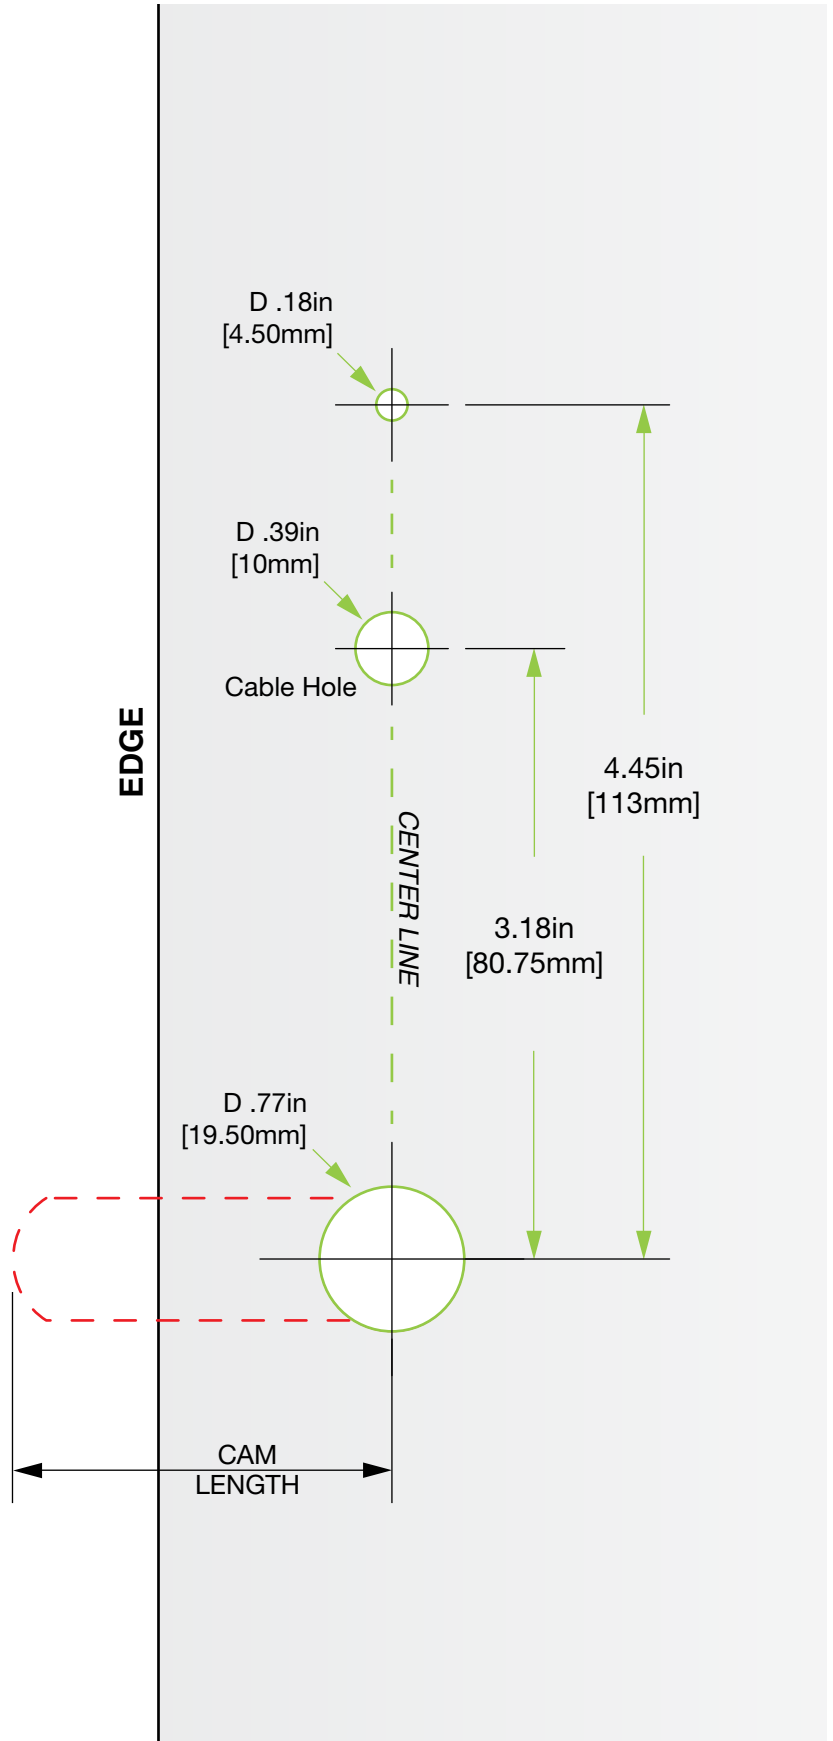 D .18in
[4.50mm]
D .39in
[10mm]
Cable Hole
EDGE
4.45in
[113mm]
CENTER LINE
3.18in
[80.75mm]
D .77in
[19.50mm]
CAM
LENGTH